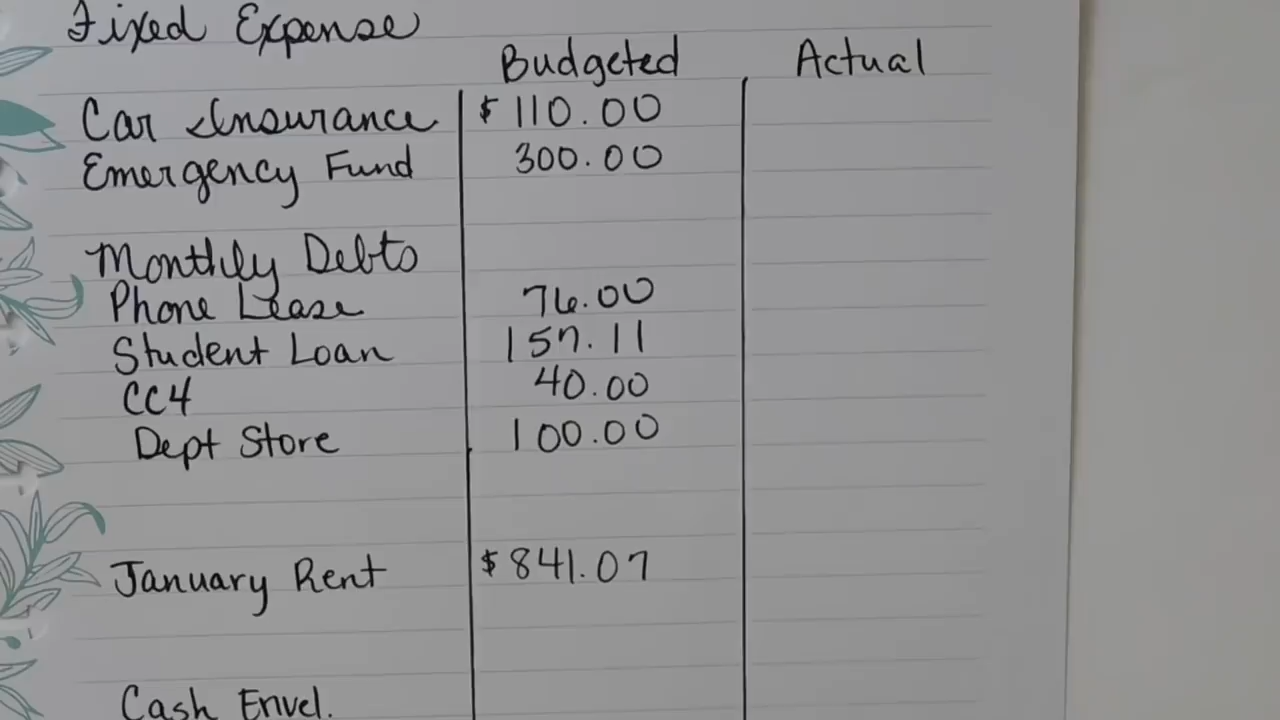 Fixed Expense
Budgeted Actual
Car Insurance $110.00
Emergency Fund 300.00
Monthly Debts
Phone Lease 76.00
Student Loan 157.11
CC4 40.00
Dept Store 100.00
January Rent $841.07
Cash Envel.